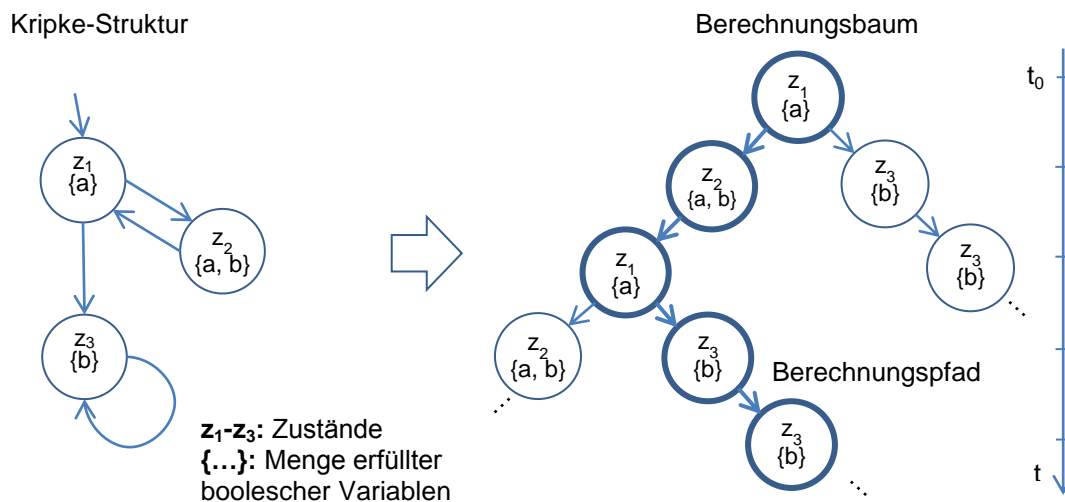 Kripke-Struktur
z₁
{a}
z₂
{a, b}
z₃
{b}
z₁-z₃: Zustände
{...}: Menge erfüllter
boolescher Variablen
Berechnungsbaum
t₀
z₁
{a}
z₂
{a, b}
z₃
{b}
z₁
{a}
z₃
{b}
z₂
{a, b}
z₃
{b}
Berechnungspfad
z₃
{b}
t